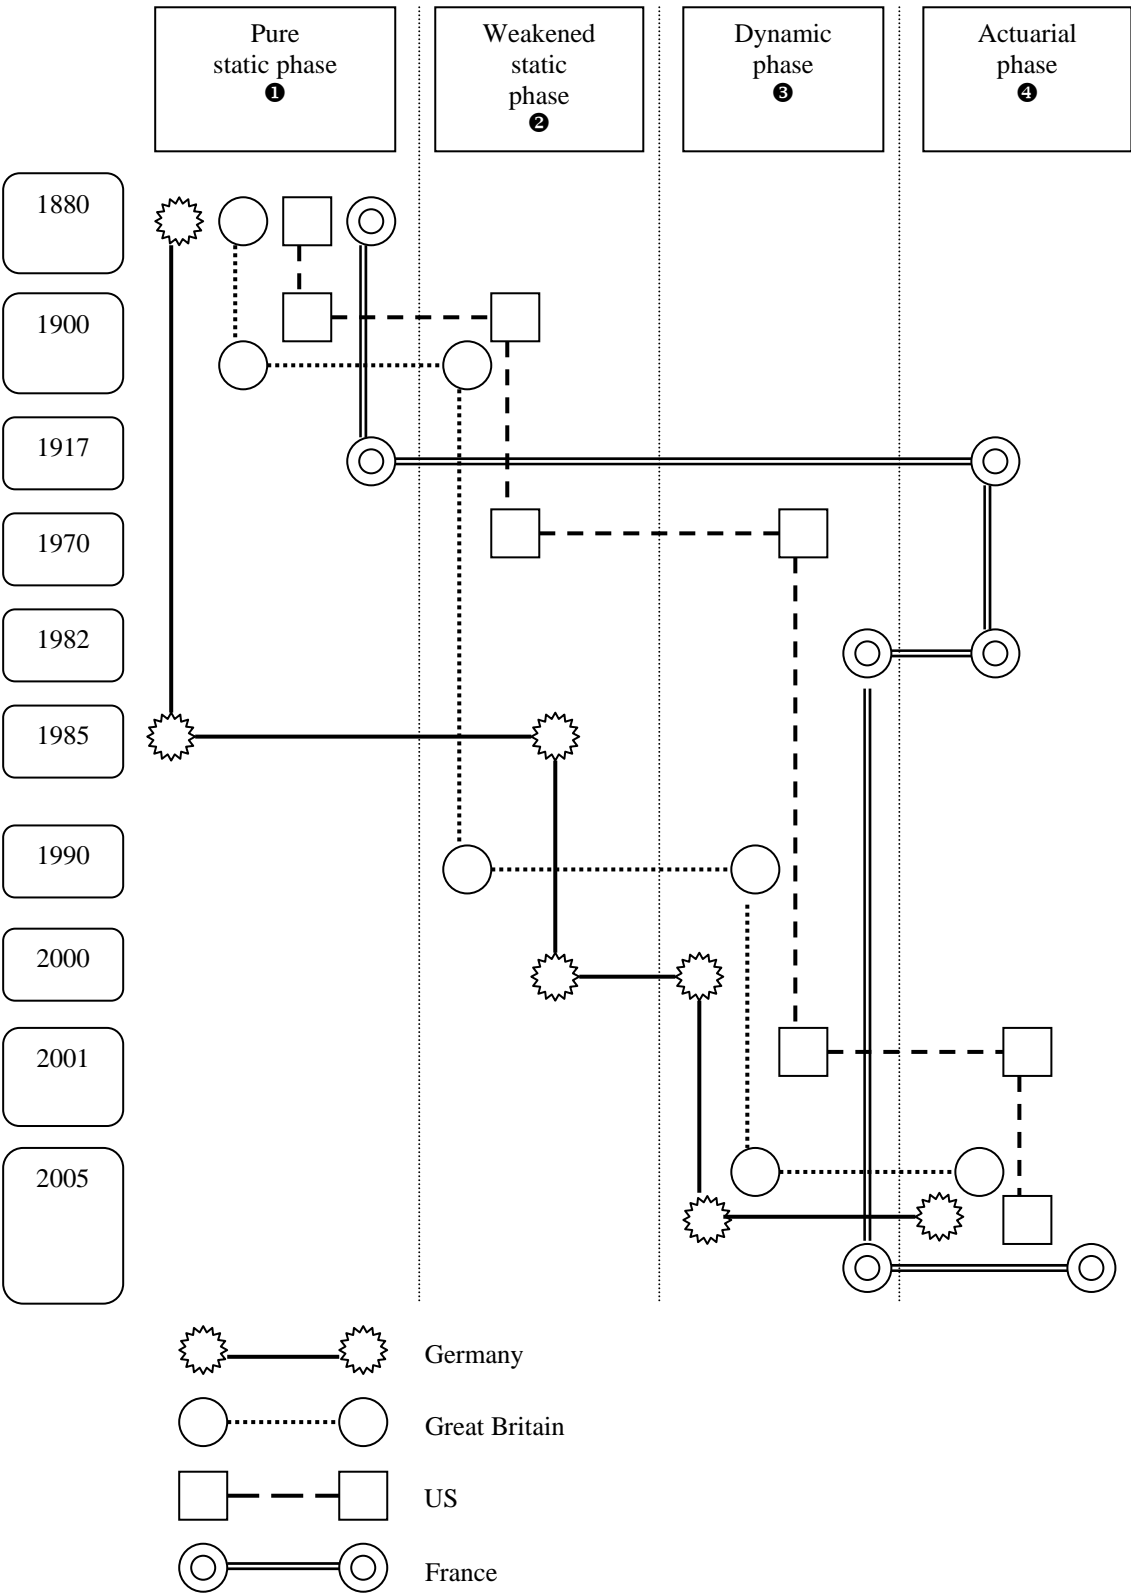 Pure
static phase
❶
Weakened
static
phase
❷
Dynamic
phase
❸
Actuarial
phase
❹
1880
1900
1917
1970
1982
1985
1990
2000
2001
2005
Germany
Great Britain
US
France